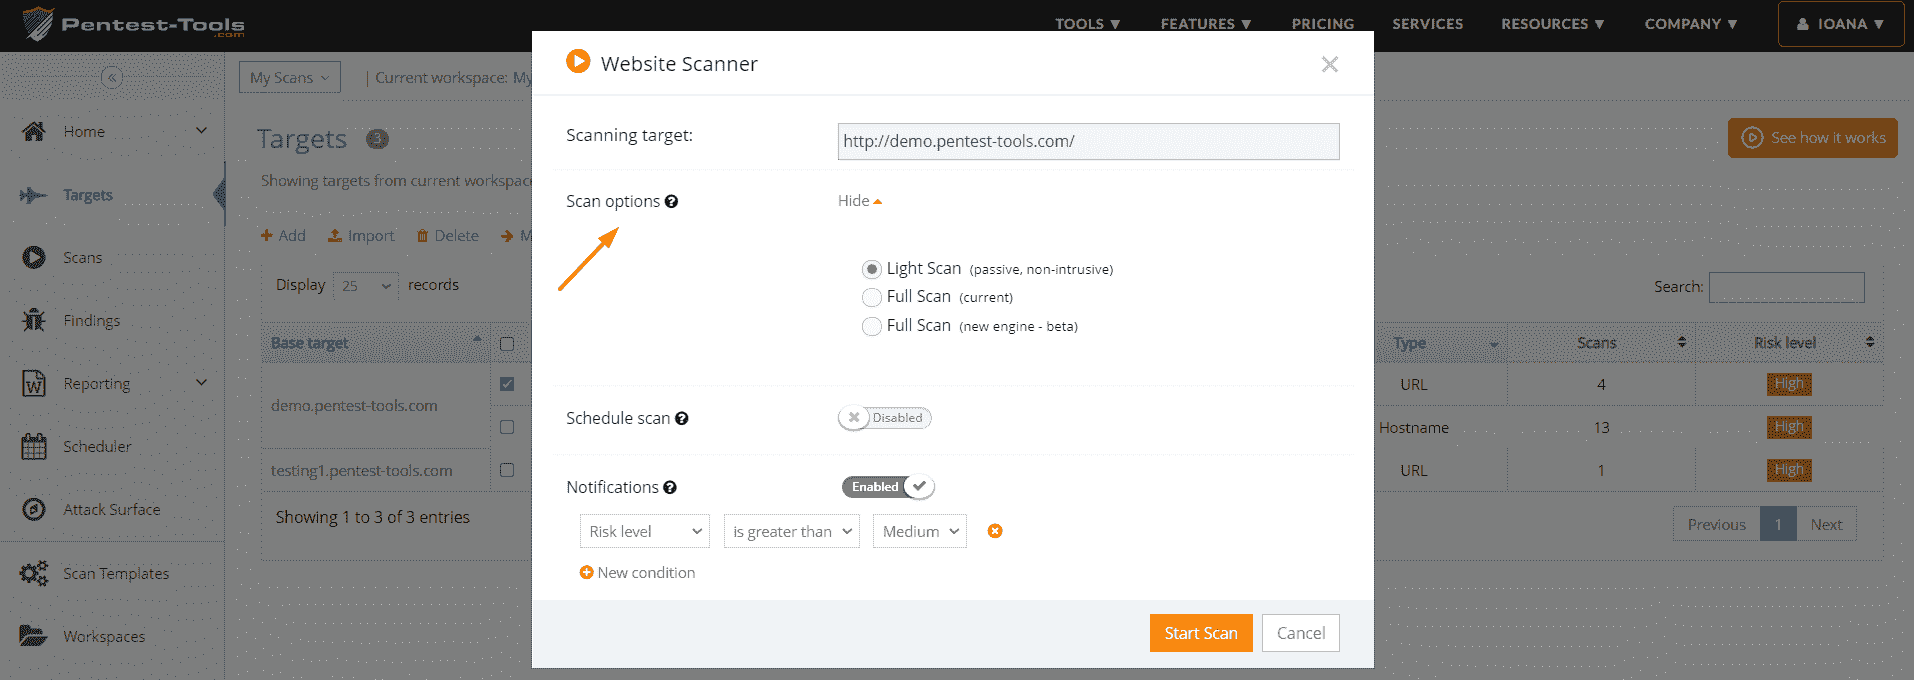 Pentest-Tools
.com
TOOLS ▼ FEATURES ▼ PRICING SERVICES RESOURCES ▼ COMPANY ▼ IOANA ▼
«
My Scans | Current workspace: My
Home
Targets
Scans
Findings
Reporting
Scheduler
Attack Surface
Scan Templates
Workspaces
Targets 3
See how it works
Showing targets from current workspace
Add Import Delete M
Display 25 records
Search:
Base target
demo.pentest-tools.com
testing1.pentest-tools.com
Showing 1 to 3 of 3 entries
Website Scanner
Scanning target: http://demo.pentest-tools.com/
Scan options ? Hide
Light Scan (passive, non-intrusive)
Full Scan (current)
Full Scan (new engine - beta)
Schedule scan ? Disabled
Notifications ? Enabled
Risk level is greater than Medium
New condition
Start Scan Cancel
Type Scans Risk level
URL 4 High
Hostname 13 High
URL 1 High
Previous 1 Next